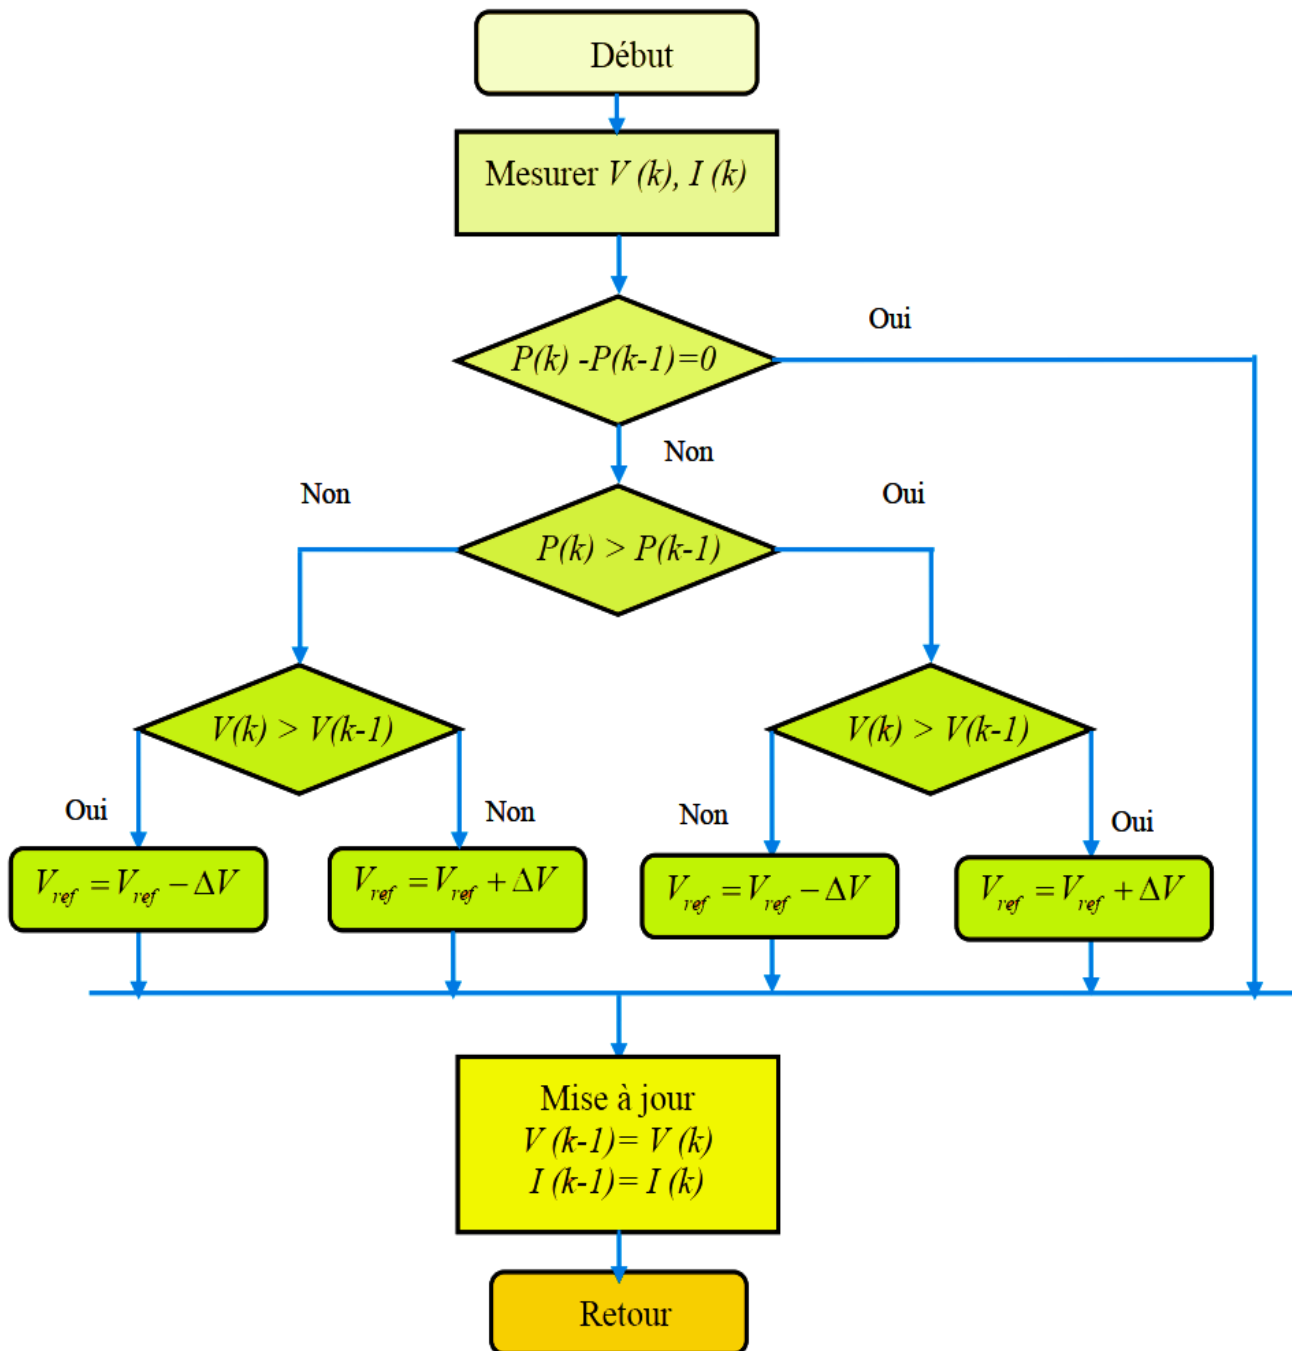 Début
Mesurer V (k), I (k)
Oui
P(k) -P(k-1)=0
Non
Non
Oui
P(k) > P(k-1)
V(k) > V(k-1)
V(k) > V(k-1)
Oui
Non
Non
Oui
V_ref = V_ref − ΔV
V_ref = V_ref + ΔV
V_ref = V_ref − ΔV
V_ref = V_ref + ΔV
Mise à jour
V (k-1)= V (k)
I (k-1)= I (k)
Retour